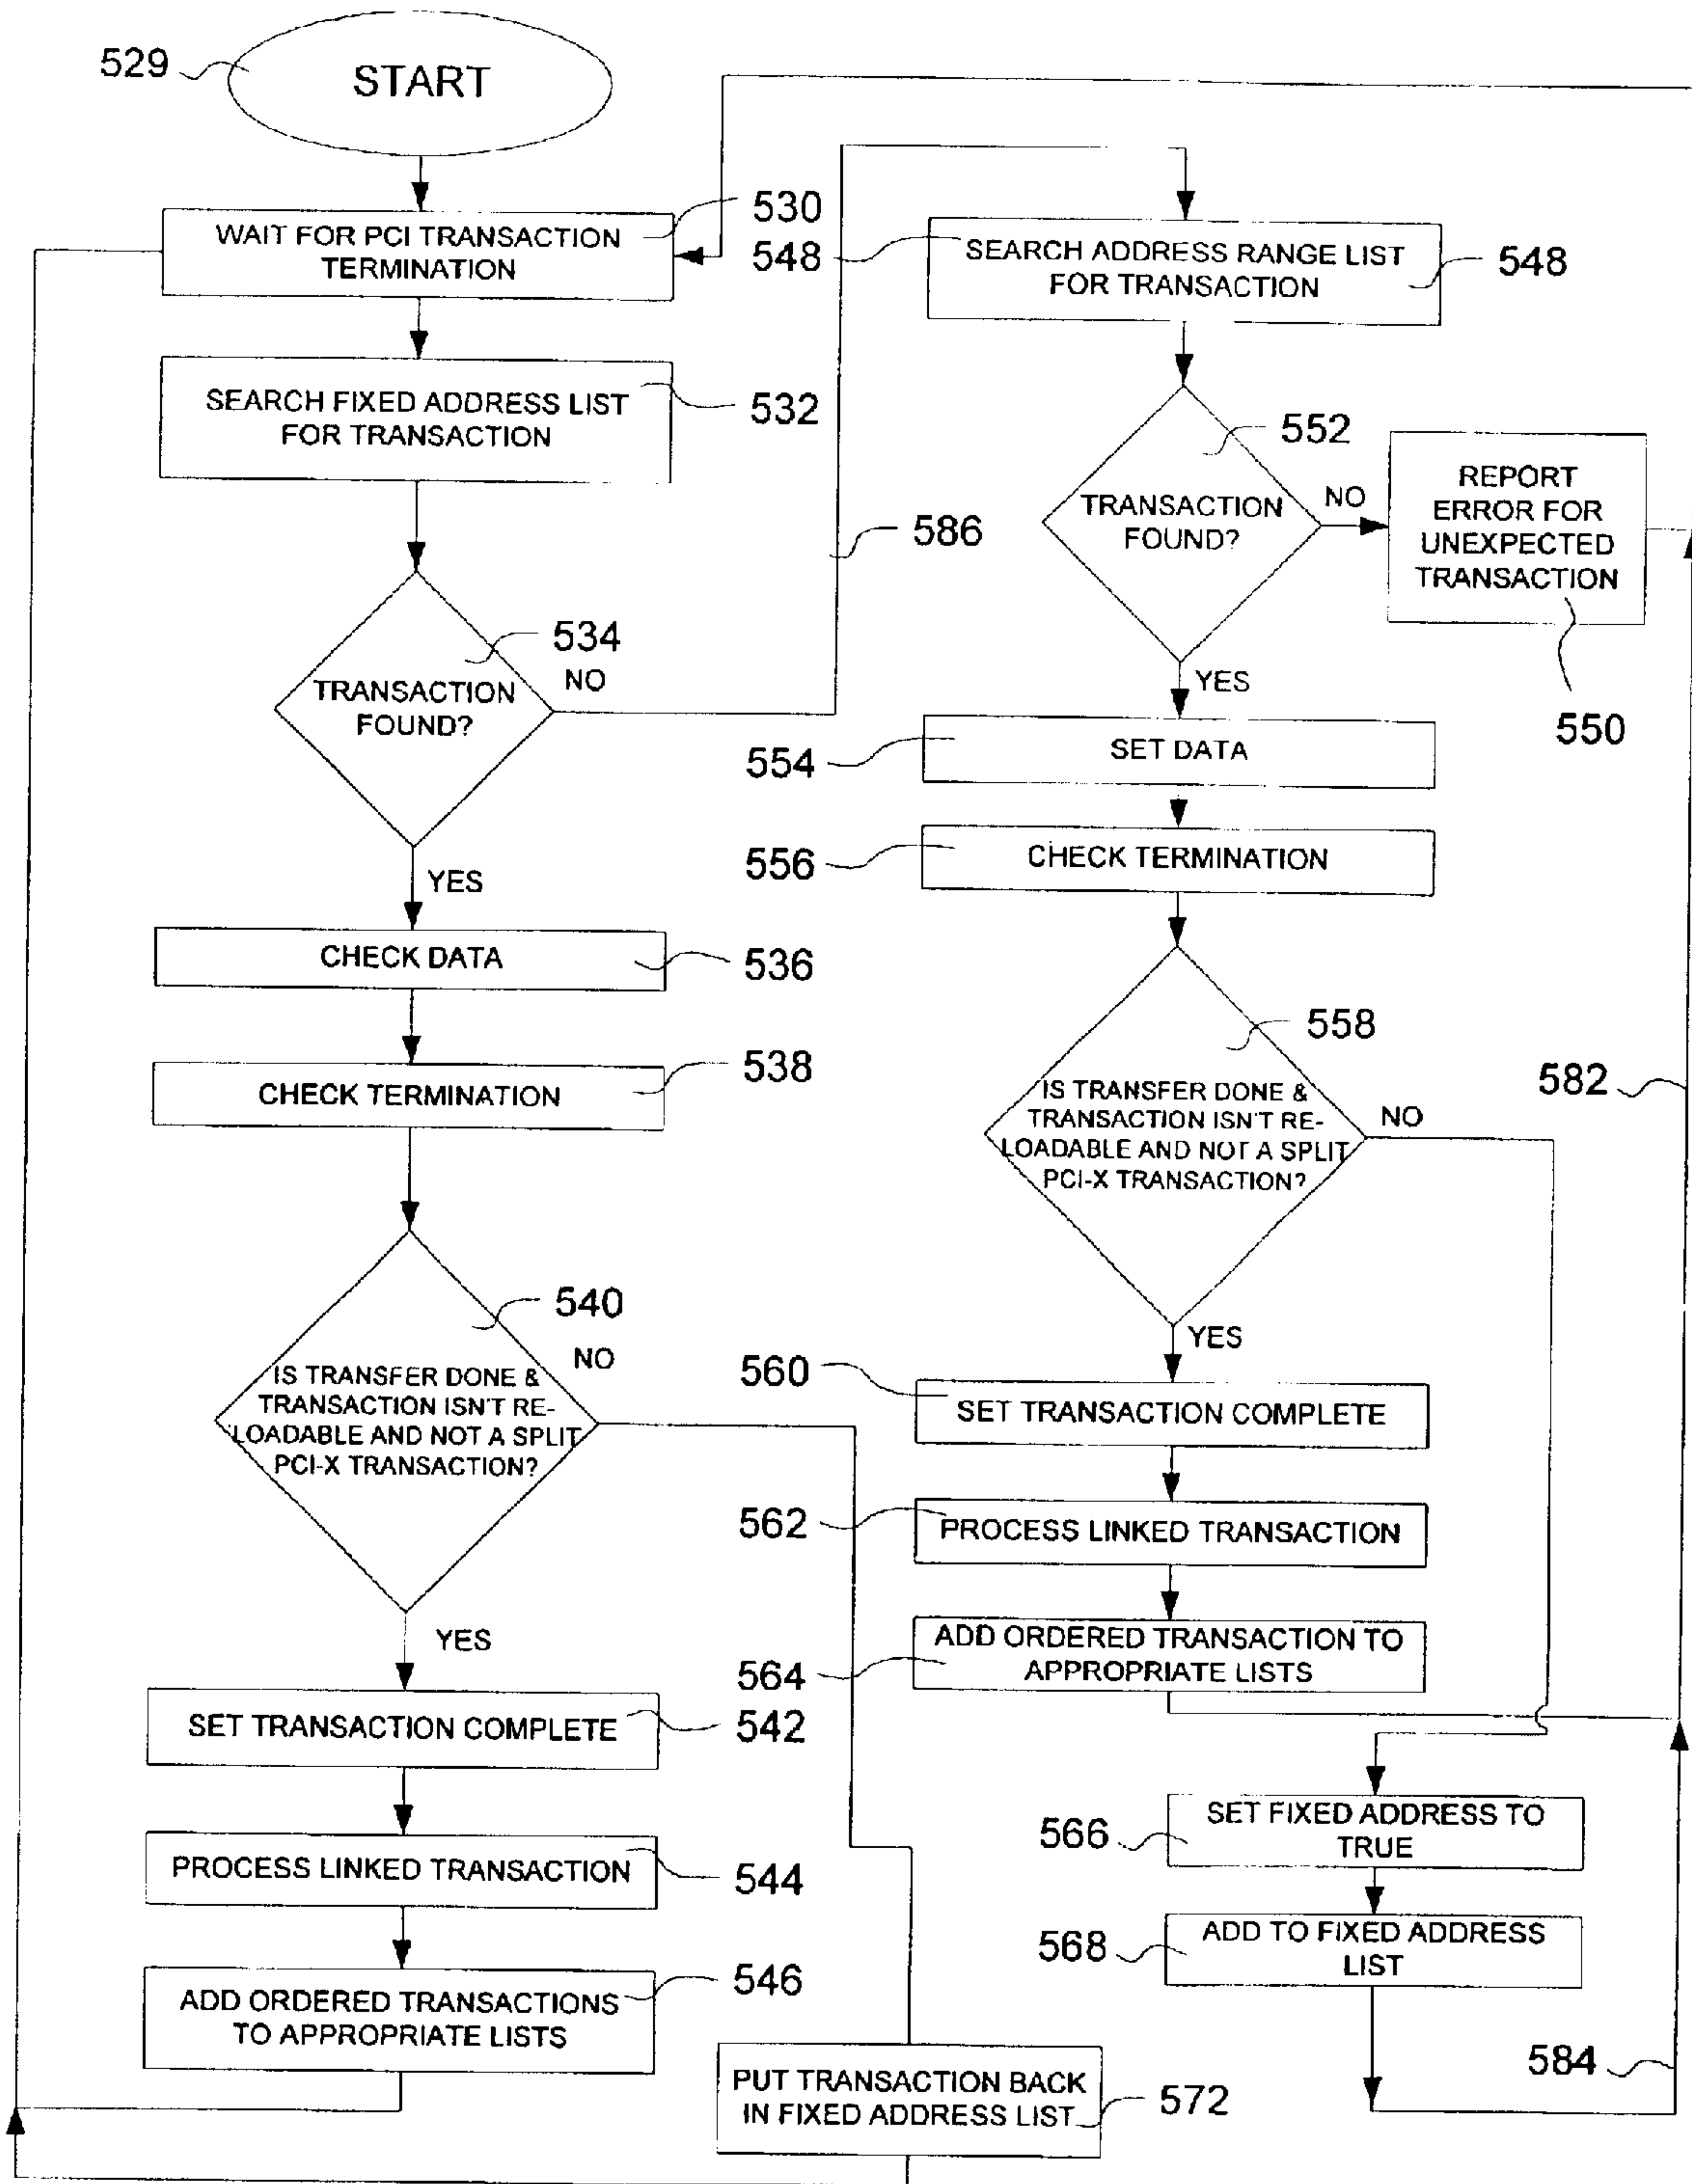 529
START
530
WAIT FOR PCI TRANSACTION
TERMINATION
532
SEARCH FIXED ADDRESS LIST
FOR TRANSACTION
534
TRANSACTION
FOUND?
NO
YES
536
CHECK DATA
538
CHECK TERMINATION
540
IS TRANSFER DONE &
TRANSACTION ISN'T RE-
LOADABLE AND NOT A SPLIT
PCI-X TRANSACTION?
NO
YES
542
SET TRANSACTION COMPLETE
544
PROCESS LINKED TRANSACTION
546
ADD ORDERED TRANSACTIONS
TO APPROPRIATE LISTS
586
548
SEARCH ADDRESS RANGE LIST
FOR TRANSACTION
548
552
TRANSACTION
FOUND?
NO
REPORT
ERROR FOR
UNEXPECTED
TRANSACTION
550
YES
554
SET DATA
556
CHECK TERMINATION
558
IS TRANSFER DONE &
TRANSACTION ISN'T RE-
LOADABLE AND NOT A SPLIT
PCI-X TRANSACTION?
NO
582
YES
560
SET TRANSACTION COMPLETE
562
PROCESS LINKED TRANSACTION
564
ADD ORDERED TRANSACTION TO
APPROPRIATE LISTS
566
SET FIXED ADDRESS TO
TRUE
568
ADD TO FIXED ADDRESS
LIST
584
PUT TRANSACTION BACK
IN FIXED ADDRESS LIST
572